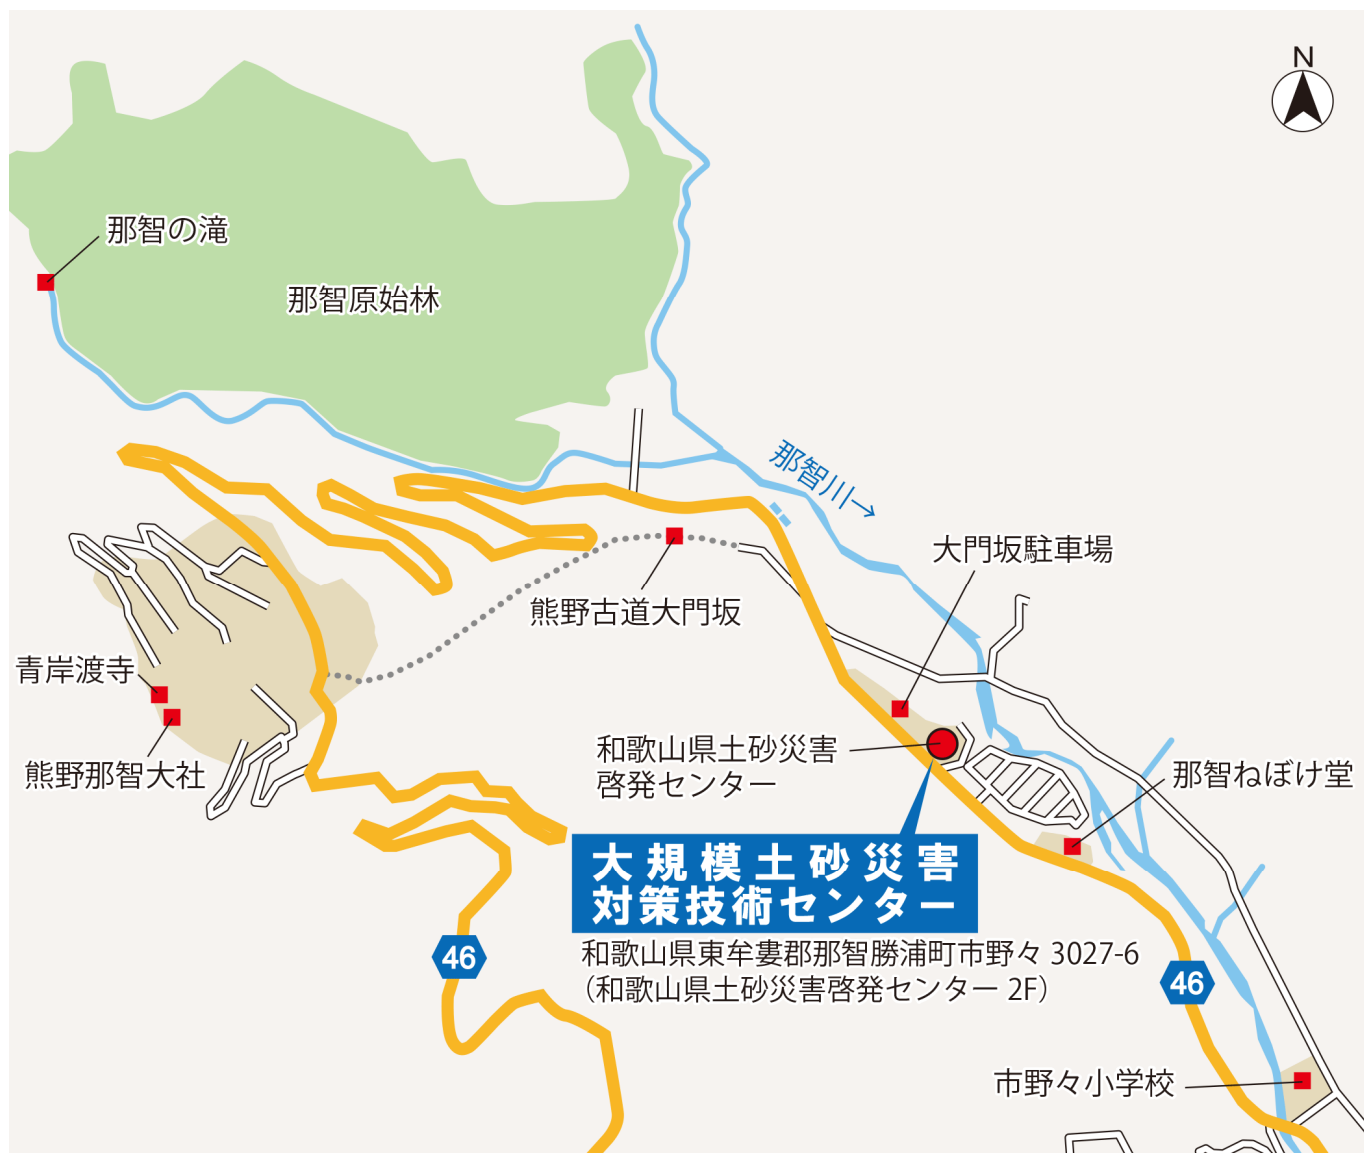 N
那智の滝
那智原始林
那智川→
大門坂駐車場
熊野古道大門坂
青岸渡寺
熊野那智大社
和歌山県土砂災害
啓発センター
那智ねぼけ堂
大規模土砂災害
対策技術センター
和歌山県東牟婁郡那智勝浦町市野々 3027-6
（和歌山県土砂災害啓発センター 2F）
46
46
市野々小学校